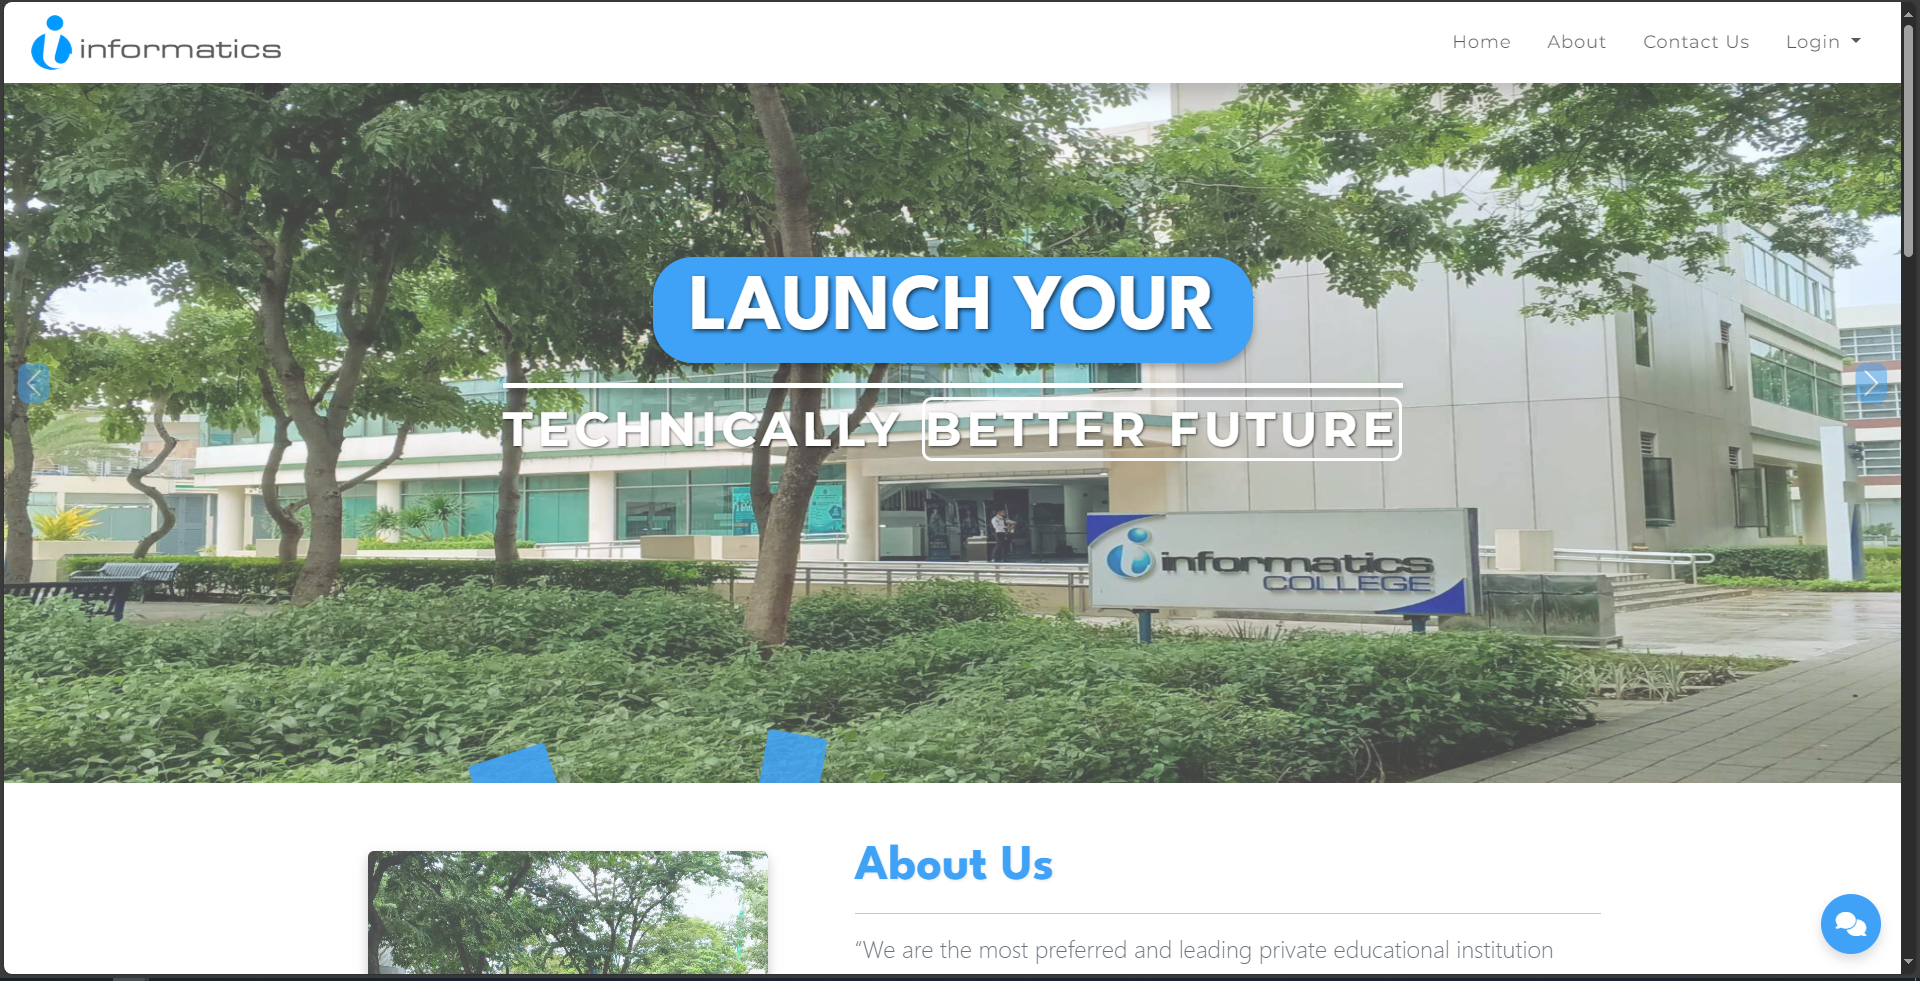 informatics
Home About Contact Us Login
LAUNCH YOUR
TECHNICALLY BETTER FUTURE
informatics
COLLEGE
About Us
“We are the most preferred and leading private educational institution